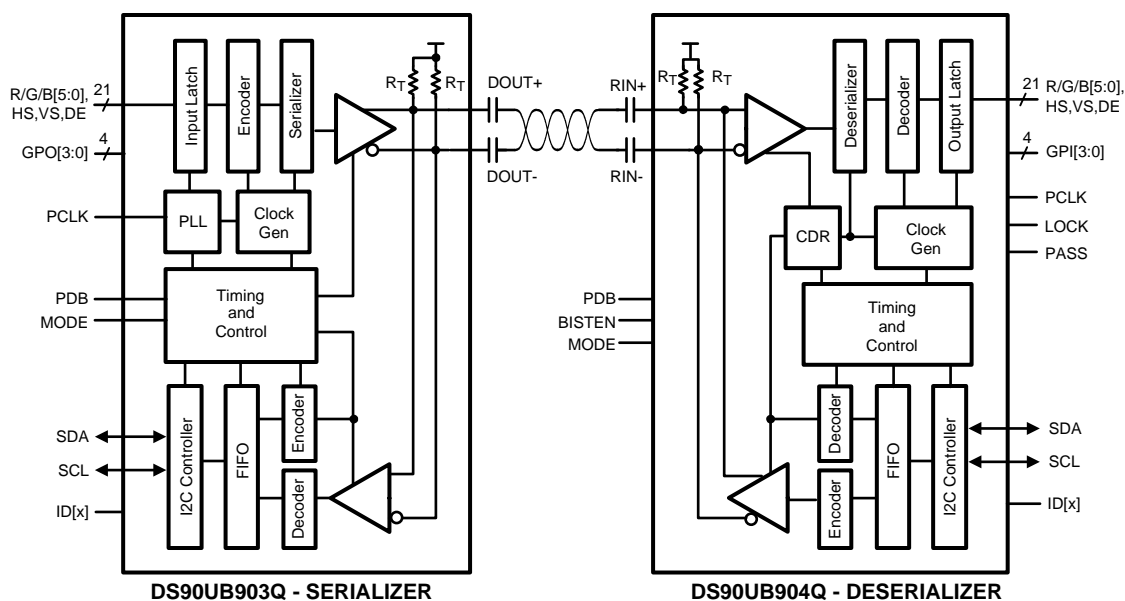 R/G/B[5:0],
HS,VS,DE
21
GPO[3:0]
4
PCLK
PDB
MODE
SDA
SCL
ID[x]
Input Latch
Encoder
Serializer
RT
RT
PLL
Clock
Gen
Timing
and
Control
I2C Controller
FIFO
Encoder
Decoder
DOUT+
DOUT-
RIN+
RIN-
PDB
BISTEN
MODE
RT
RT
Deserializer
Decoder
Output Latch
CDR
Clock
Gen
Timing
and
Control
Decoder
Encoder
FIFO
I2C Controller
21
R/G/B[5:0],
HS,VS,DE
4
GPI[3:0]
PCLK
LOCK
PASS
SDA
SCL
ID[x]
DS90UB903Q - SERIALIZER
DS90UB904Q - DESERIALIZER